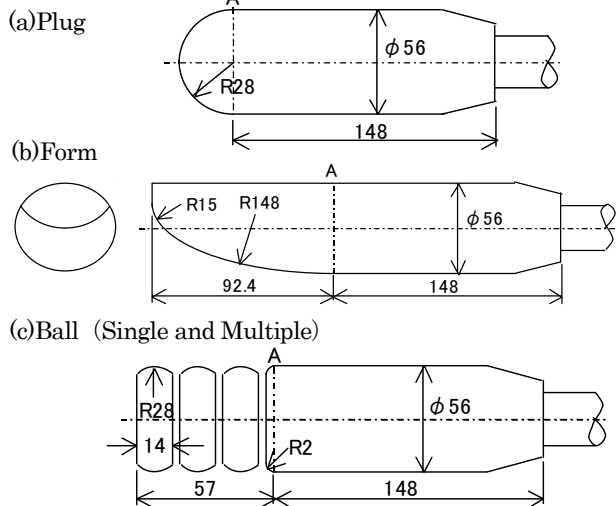 (a)Plug
A
φ56
R28
148
(b)Form
A
R15
R148
φ56
92.4
148
(c)Ball (Single and Multiple)
A
R28
φ56
14
R2
57
148